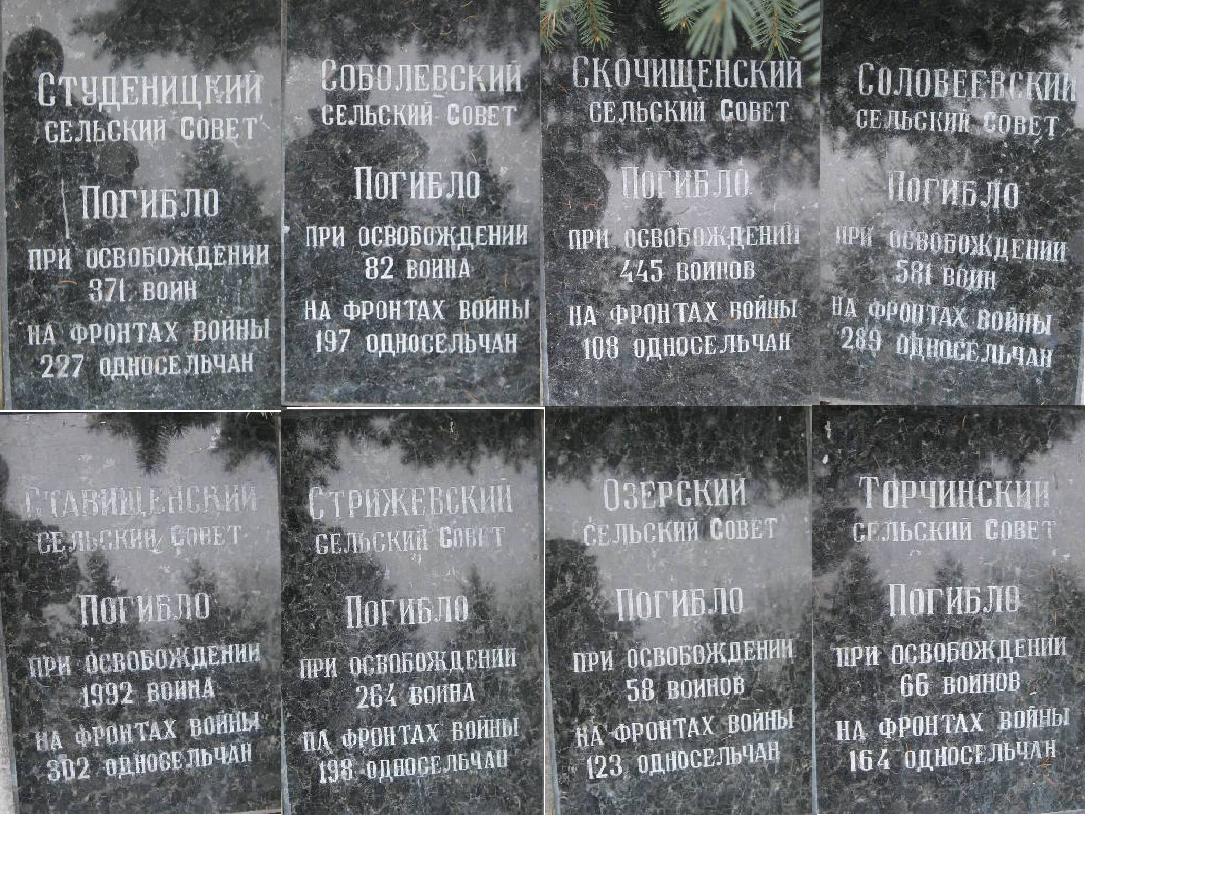 Студеницкий
сельский Совет
Погибло
при освобождении
371 воин
на фронтах войны
227 односельчан
Соболевский
сельский Совет
Погибло
при освобождении
82 воина
на фронтах войны
197 односельчан
Скочищенский
сельский Совет
Погибло
при освобождении
445 воинов
на фронтах войны
108 односельчан
Соловеевский
сельский Совет
Погибло
при освобождении
581 воин
на фронтах войны
289 односельчан
Ставищенский
сельский Совет
Погибло
при освобождении
1992 воина
на фронтах войны
302 односельчан
Стрижевский
сельский Совет
Погибло
при освобождении
264 воина
на фронтах войны
198 односельчан
Озерский
сельский Совет
Погибло
при освобождении
58 воинов
на фронтах войны
123 односельчан
Торчинский
сельский Совет
Погибло
при освобождении
66 воинов
на фронтах войны
164 односельчан